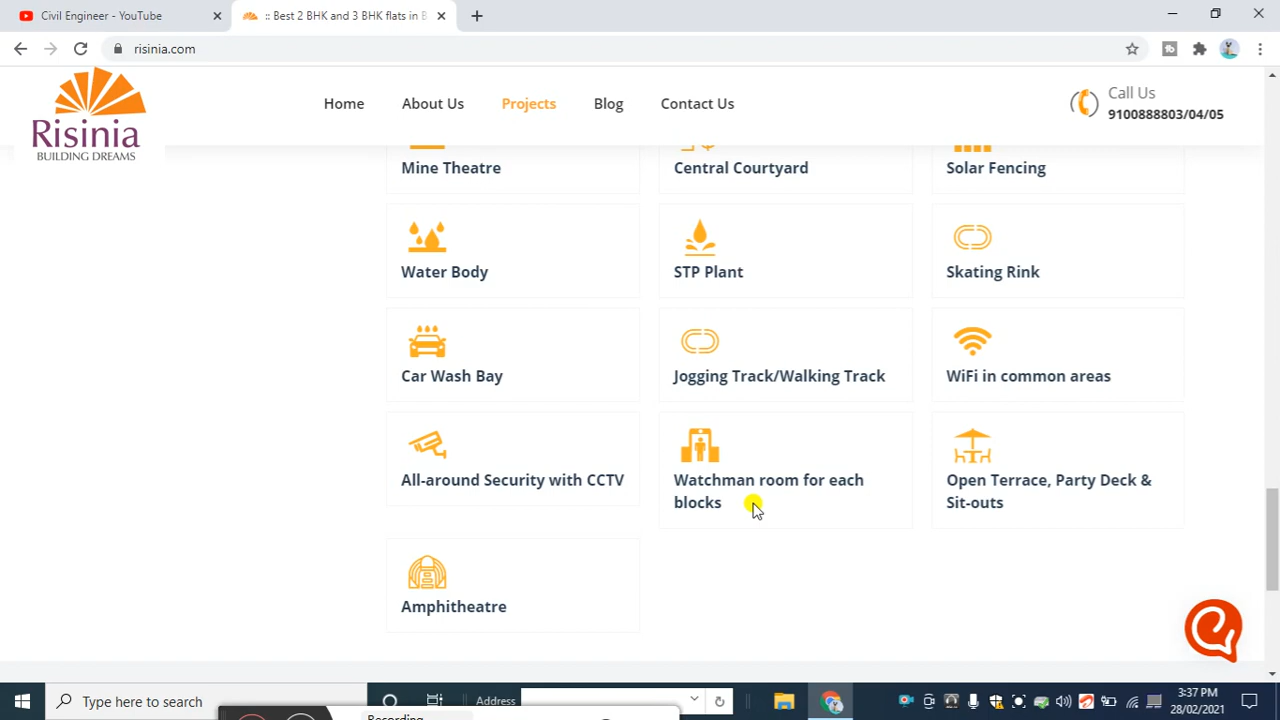 Civil Engineer - YouTube
:: Best 2 BHK and 3 BHK flats in B
risinia.com
Risinia
BUILDING DREAMS
Home
About Us
Projects
Blog
Contact Us
Call Us
9100888803/04/05
Mine Theatre
Central Courtyard
Solar Fencing
Water Body
STP Plant
Skating Rink
Car Wash Bay
Jogging Track/Walking Track
WiFi in common areas
All-around Security with CCTV
Watchman room for each
blocks
Open Terrace, Party Deck &
Sit-outs
Amphitheatre
Type here to search
Recording
Address
3:37 PM
28/02/2021